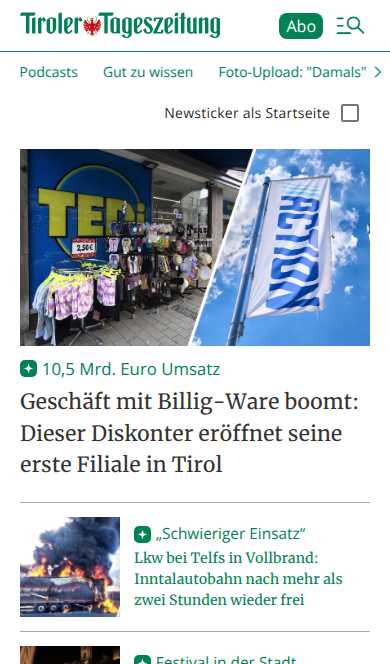 Tiroler Tageszeitung
Abo
Podcasts Gut zu wissen Foto-Upload: "Damals"
Newsticker als Startseite
TEDi
2,50€
ACTION
10,5 Mrd. Euro Umsatz
Geschäft mit Billig-Ware boomt:
Dieser Diskonter eröffnet seine
erste Filiale in Tirol
„Schwieriger Einsatz“
Lkw bei Telfs in Vollbrand:
Inntalautobahn nach mehr als
zwei Stunden wieder frei
Festival in der Stadt